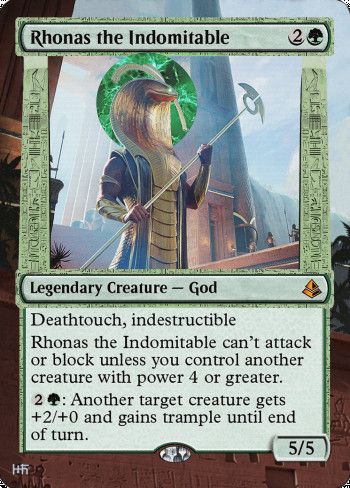 Rhonas the Indomitable 2
Legendary Creature — God
Deathtouch, indestructible
Rhonas the Indomitable can't attack
or block unless you control another
creature with power 4 or greater.
2: Another target creature gets
+2/+0 and gains trample until end
of turn.
5/5